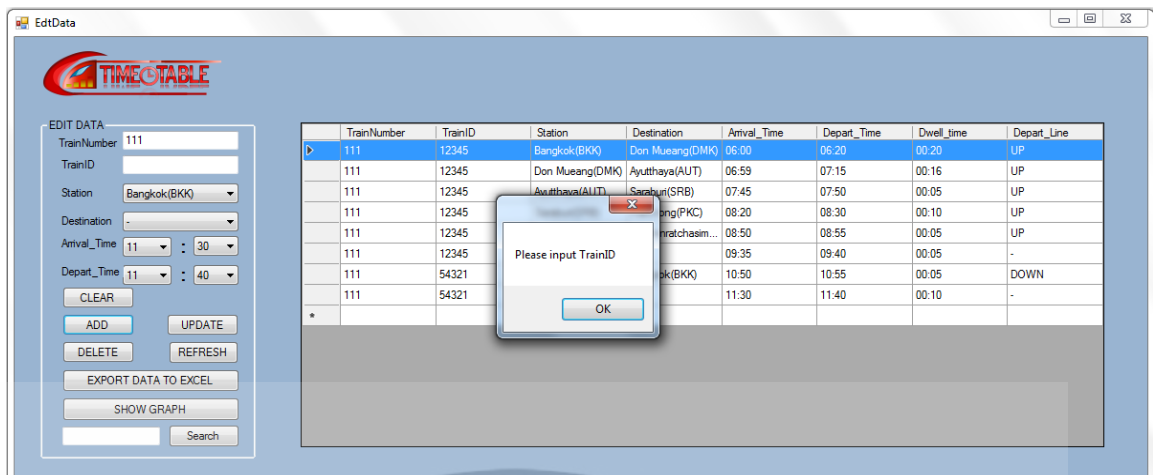 EdtData
TIMETABLE
EDIT DATA
TrainNumber 111
TrainID
Station Bangkok(BKK)
Destination -
Arrival_Time 11 : 30
Depart_Time 11 : 40
CLEAR
ADD UPDATE
DELETE REFRESH
EXPORT DATA TO EXCEL
SHOW GRAPH
Search
TrainNumber TrainID Station Destination Arrival_Time Depart_Time Dwell_time Depart_Line
111 12345 Bangkok(BKK) Don Mueang(DMK) 06:00 06:20 00:20 UP
111 12345 Don Mueang(DMK) Ayutthaya(AUT) 06:59 07:15 00:16 UP
111 12345 Ayutthaya(AUT) Saraburi(SRB) 07:45 07:50 00:05 UP
111 12345 ong(PKC) 08:20 08:30 00:10 UP
111 12345 nratchasim... 08:50 08:55 00:05 UP
111 12345 09:35 09:40 00:05 -
111 54321 ok(BKK) 10:50 10:55 00:05 DOWN
111 54321 11:30 11:40 00:10 -
*
Please input TrainID
OK